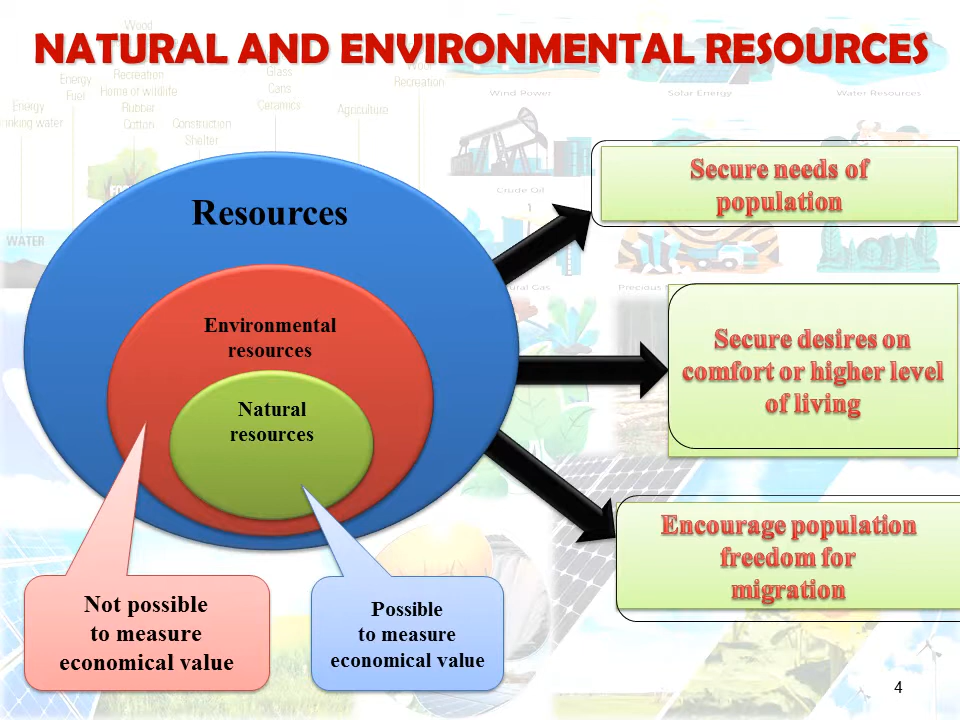 NATURAL AND ENVIRONMENTAL RESOURCES
Wood
Energy
Fuel
Recreation
Home of wildlife
Rubber
Cotton
Energy
Construction
Shelter
Glass
Cans
Ceramics
Agriculture
Recreation
WATER
Wind Power
Solar Energy
Water Resources
Crude Oil
Resources
Environmental
resources
Natural
resources
Secure needs of
population
Secure desires on
comfort or higher level
of living
Encourage population
freedom for
migration
Not possible
to measure
economical value
Possible
to measure
economical value
4